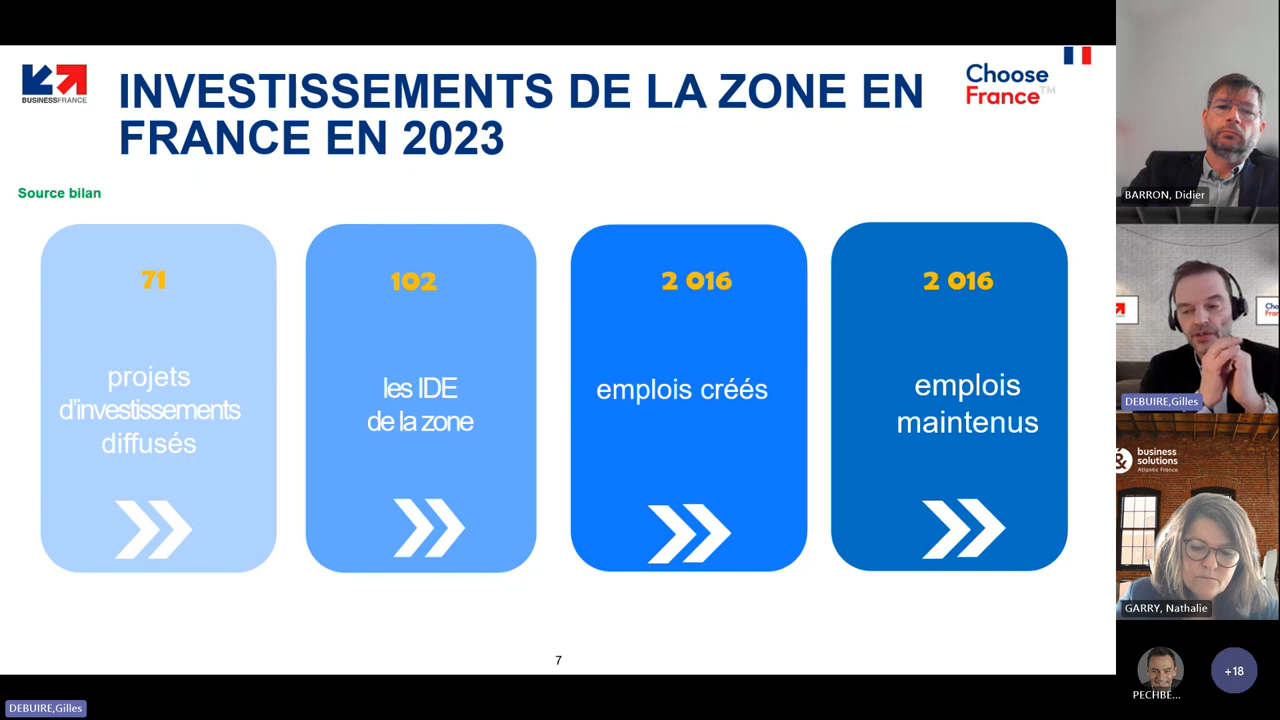 BUSINESSFRANCE
INVESTISSEMENTS DE LA ZONE EN
FRANCE EN 2023
Choose
France™
Source bilan
71
projets
d'investissements
diffusés
102
les IDE
de la zone
2 016
emplois créés
2 016
emplois
maintenus
7
DEBUIRE,Gilles
BARRON, Didier
DEBUIRE,Gilles
&
business
solutions
Atlantic France
GARRY, Nathalie
PECHBE...
+18